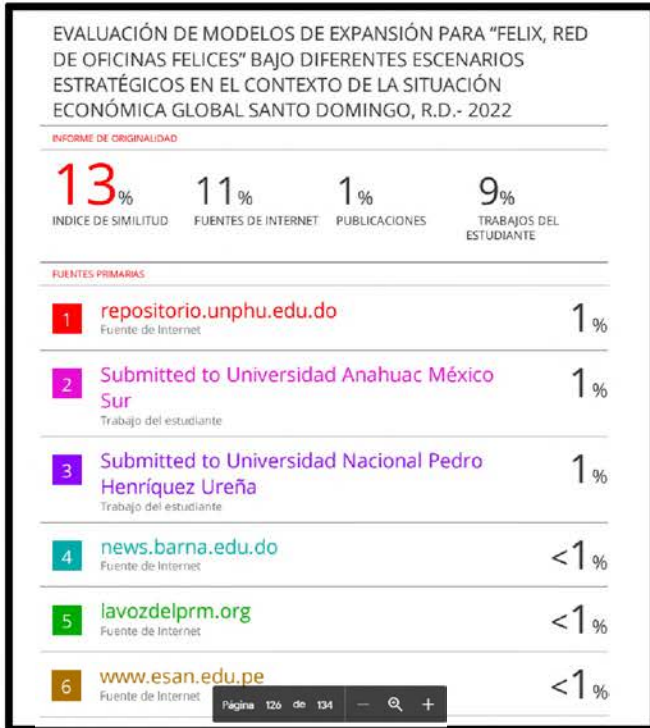 EVALUACIÓN DE MODELOS DE EXPANSIÓN PARA “FELIX, RED
DE OFICINAS FELICES” BAJO DIFERENTES ESCENARIOS
ESTRATÉGICOS EN EL CONTEXTO DE LA SITUACIÓN
ECONÓMICA GLOBAL SANTO DOMINGO, R.D.- 2022
INFORME DE ORIGINALIDAD
13% 11% 1% 9%
INDICE DE SIMILITUD FUENTES DE INTERNET PUBLICACIONES TRABAJOS DEL
ESTUDIANTE
FUENTES PRIMARIAS
1 repositorio.unphu.edu.do 1%
Fuente de Internet
2 Submitted to Universidad Anahuac México 1%
Sur
Trabajo del estudiante
3 Submitted to Universidad Nacional Pedro 1%
Henríquez Ureña
Trabajo del estudiante
4 news.barna.edu.do <1%
Fuente de Internet
5 lavozdelprm.org <1%
Fuente de Internet
6 www.esan.edu.pe <1%
Fuente de Internet
Página 126 de 134 — +